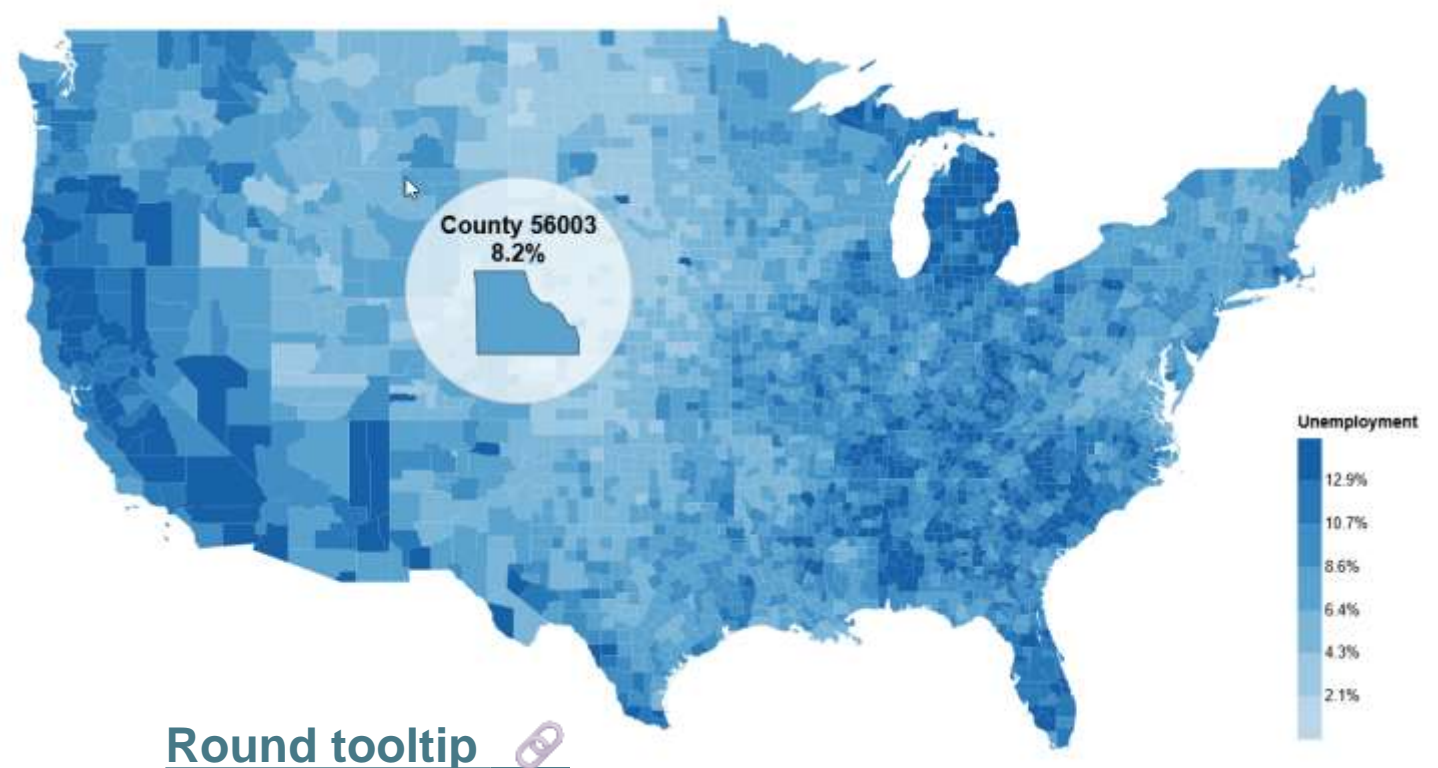 County 56003
8.2%
Unemployment
12.9%
10.7%
8.6%
6.4%
4.3%
2.1%
Round tooltip